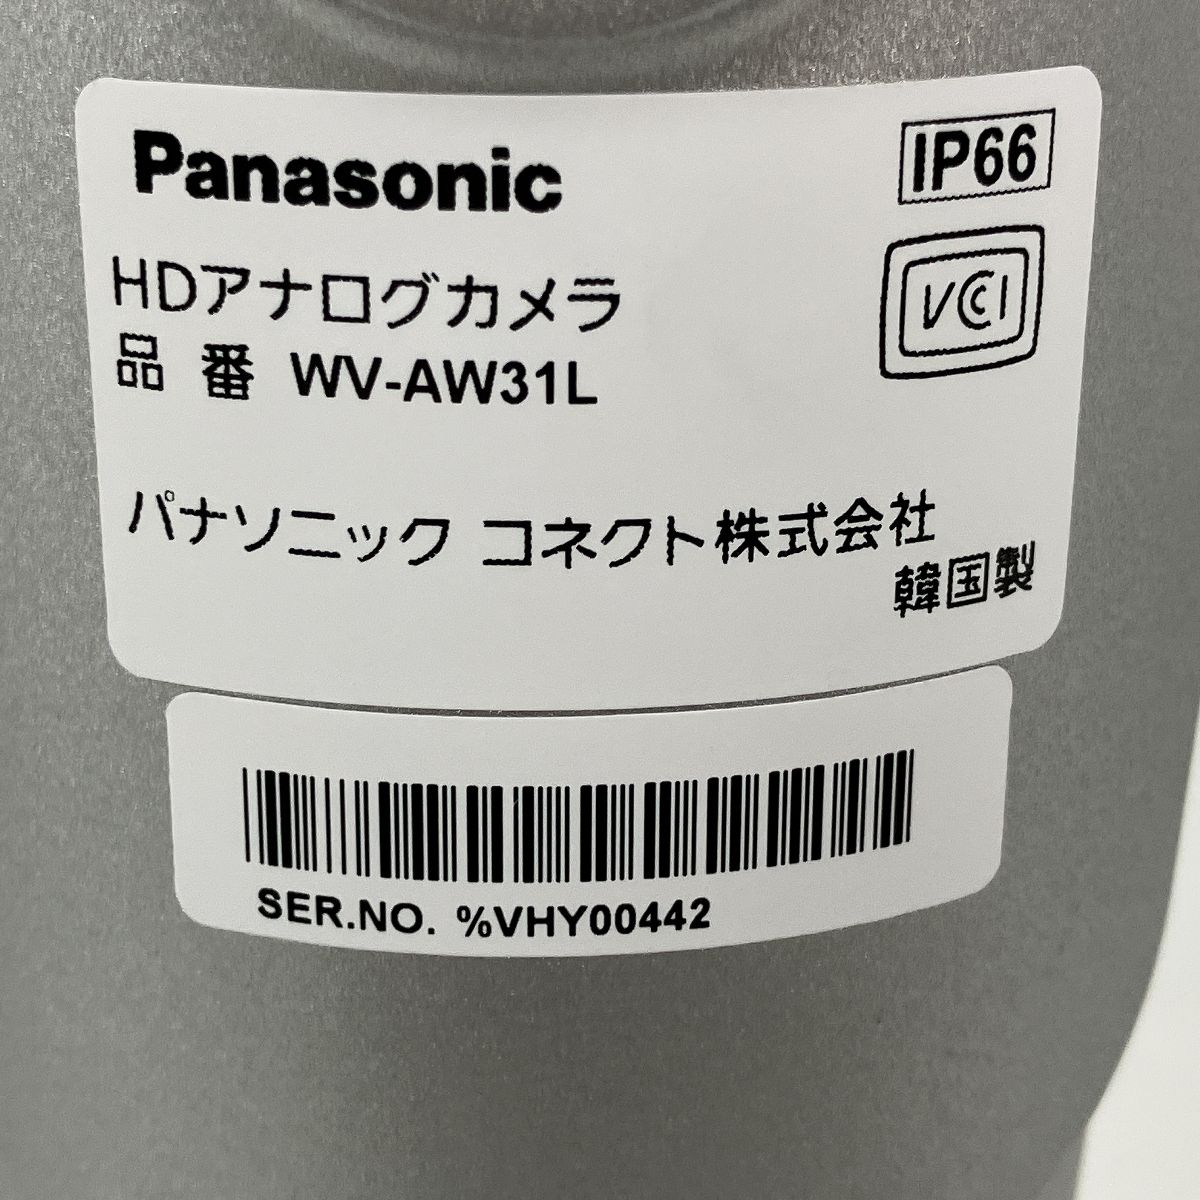 Panasonic
IP66
HDアナログカメラ
VCCI
品番 WV-AW31L
パナソニック コネクト株式会社
韓国製
SER.NO. %VHY00442